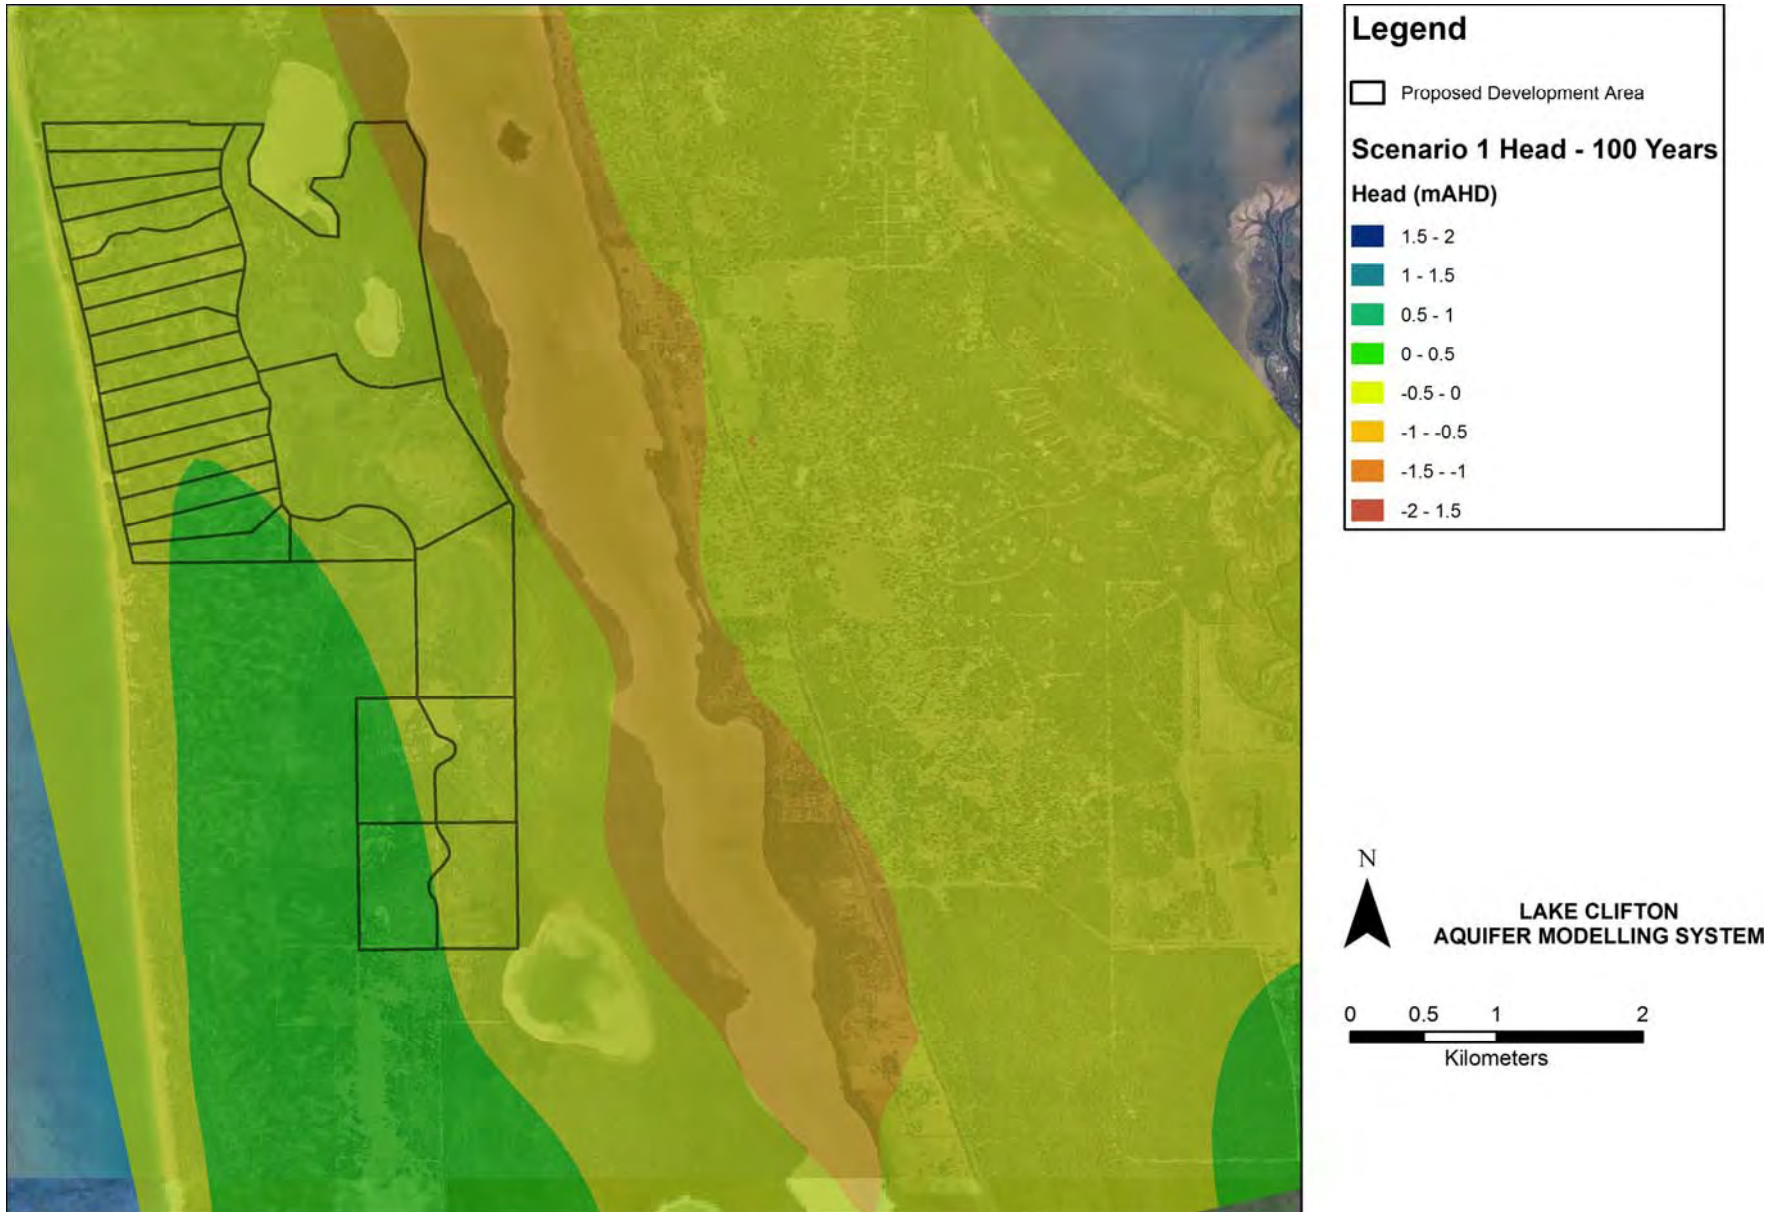 Legend
Proposed Development Area
Scenario 1 Head - 100 Years
Head (mAHD)
1.5 - 2
1 - 1.5
0.5 - 1
0 - 0.5
-0.5 - 0
-1 - -0.5
-1.5 - -1
-2 - 1.5
N
LAKE CLIFTON
AQUIFER MODELLING SYSTEM
0 0.5 1 2
Kilometers